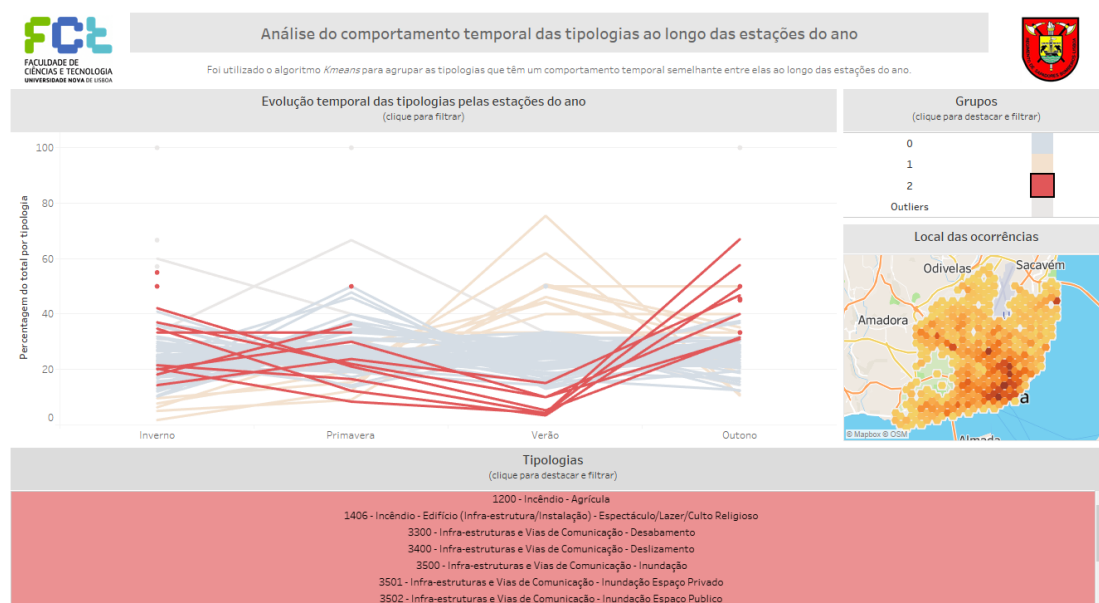 FACULDADE DE
CIÊNCIAS E TECNOLOGIA
UNIVERSIDADE NOVA DE LISBOA
Análise do comportamento temporal das tipologias ao longo das estações do ano
Foi utilizado o algoritmo Kmeans para agrupar as tipologias que têm um comportamento temporal semelhante entre elas ao longo das estações do ano.
Evolução temporal das tipologias pelas estações do ano
(clique para filtrar)
Percentagem do total por tipologia
100
80
60
40
20
0
Inverno
Primavera
Verão
Outono
Grupos
(clique para destacar e filtrar)
0
1
2
Outliers
Local das ocorrências
Odivelas
Sacavém
Amadora
a
Almada
© Mapbox © OSM
Tipologias
(clique para destacar e filtrar)
1200 - Incêndio - Agrícola
1406 - Incêndio - Edifício (Infra-estrutura/Instalação) - Espectáculo/Lazer/Culto Religioso
3300 - Infra-estruturas e Vias de Comunicação - Desabamento
3400 - Infra-estruturas e Vias de Comunicação - Deslizamento
3500 - Infra-estruturas e Vias de Comunicação - Inundação
3501 - Infra-estruturas e Vias de Comunicação - Inundação Espaço Privado
3502 - Infra-estruturas e Vias de Comunicação - Inundação Espaço Publico